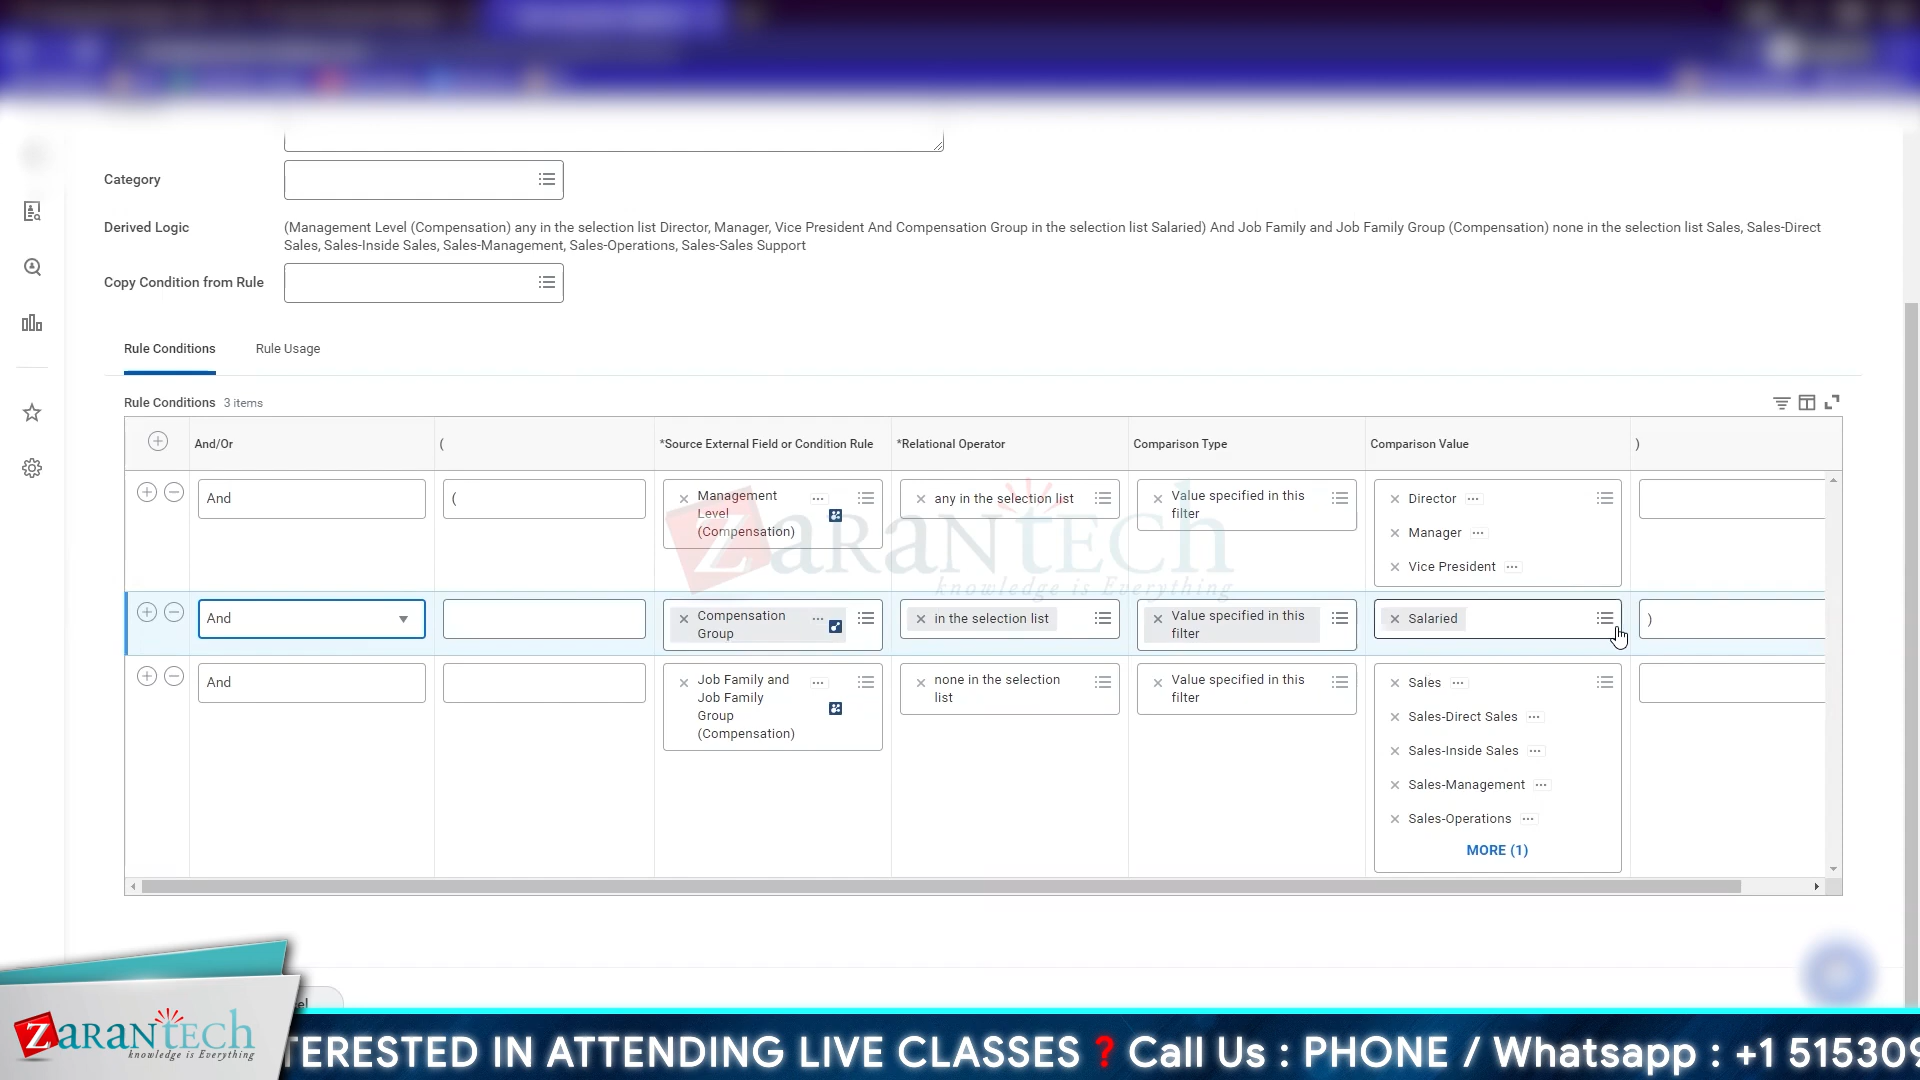 Category
Derived Logic
(Management Level (Compensation) any in the selection list Director, Manager, Vice President And Compensation Group in the selection list Salaried) And Job Family and Job Family Group (Compensation) none in the selection list Sales, Sales-Direct
Sales, Sales-Inside Sales, Sales-Management, Sales-Operations, Sales-Sales Support
Copy Condition from Rule
Rule Conditions
Rule Usage
Rule Conditions 3 items
And/Or
(
*Source External Field or Condition Rule
*Relational Operator
Comparison Type
Comparison Value
)
And
(
Management
Level
(Compensation)
any in the selection list
Value specified in this
filter
Director
Manager
Vice President
And
Compensation
Group
in the selection list
Value specified in this
filter
Salaried
)
And
Job Family and
Job Family
Group
(Compensation)
none in the selection
list
Value specified in this
filter
Sales
Sales-Direct Sales
Sales-Inside Sales
Sales-Management
Sales-Operations
MORE (1)
ZaranTech
knowledge is Everything
ZaranTech
knowledge is Everything
TERESTED IN ATTENDING LIVE CLASSES ❓ Call Us : PHONE / Whatsapp : +1 515309